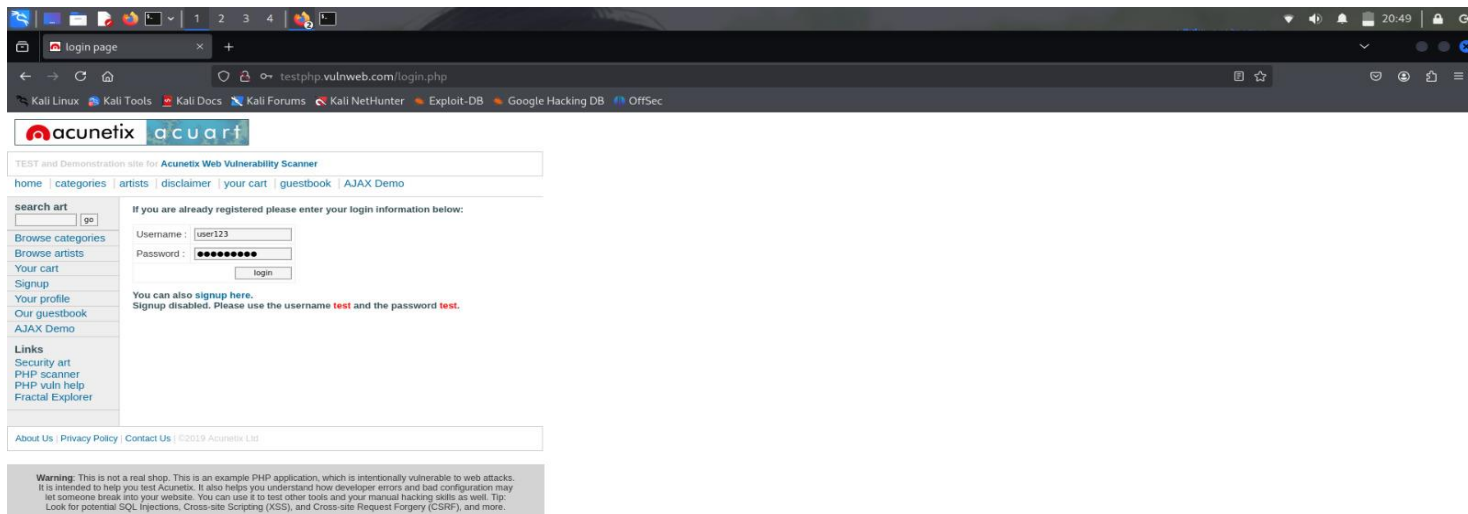 1 2 3 4
20:49
login page
testphp.vulnweb.com/login.php
Kali Linux Kali Tools Kali Docs Kali Forums Kali NetHunter Exploit-DB Google Hacking DB OffSec
acunetix acuart
TEST and Demonstration site for Acunetix Web Vulnerability Scanner
home | categories | artists | disclaimer | your cart | guestbook | AJAX Demo
search art
go
Browse categories
Browse artists
Your cart
Signup
Your profile
Our guestbook
AJAX Demo
Links
Security art
PHP scanner
PHP vuln help
Fractal Explorer
If you are already registered please enter your login information below:
Username : user123
Password : ●●●●●●●●●
login
You can also signup here.
Signup disabled. Please use the username test and the password test.
About Us | Privacy Policy | Contact Us | ©2019 Acunetix Ltd
Warning: This is not a real shop. This is an example PHP application, which is intentionally vulnerable to web attacks.
It is intended to help you test Acunetix. It also helps you understand how developer errors and bad configuration may
let someone break into your website. You can use it to test other tools and your manual hacking skills as well. Tip:
Look for potential SQL Injections, Cross-site Scripting (XSS), and Cross-site Request Forgery (CSRF), and more.